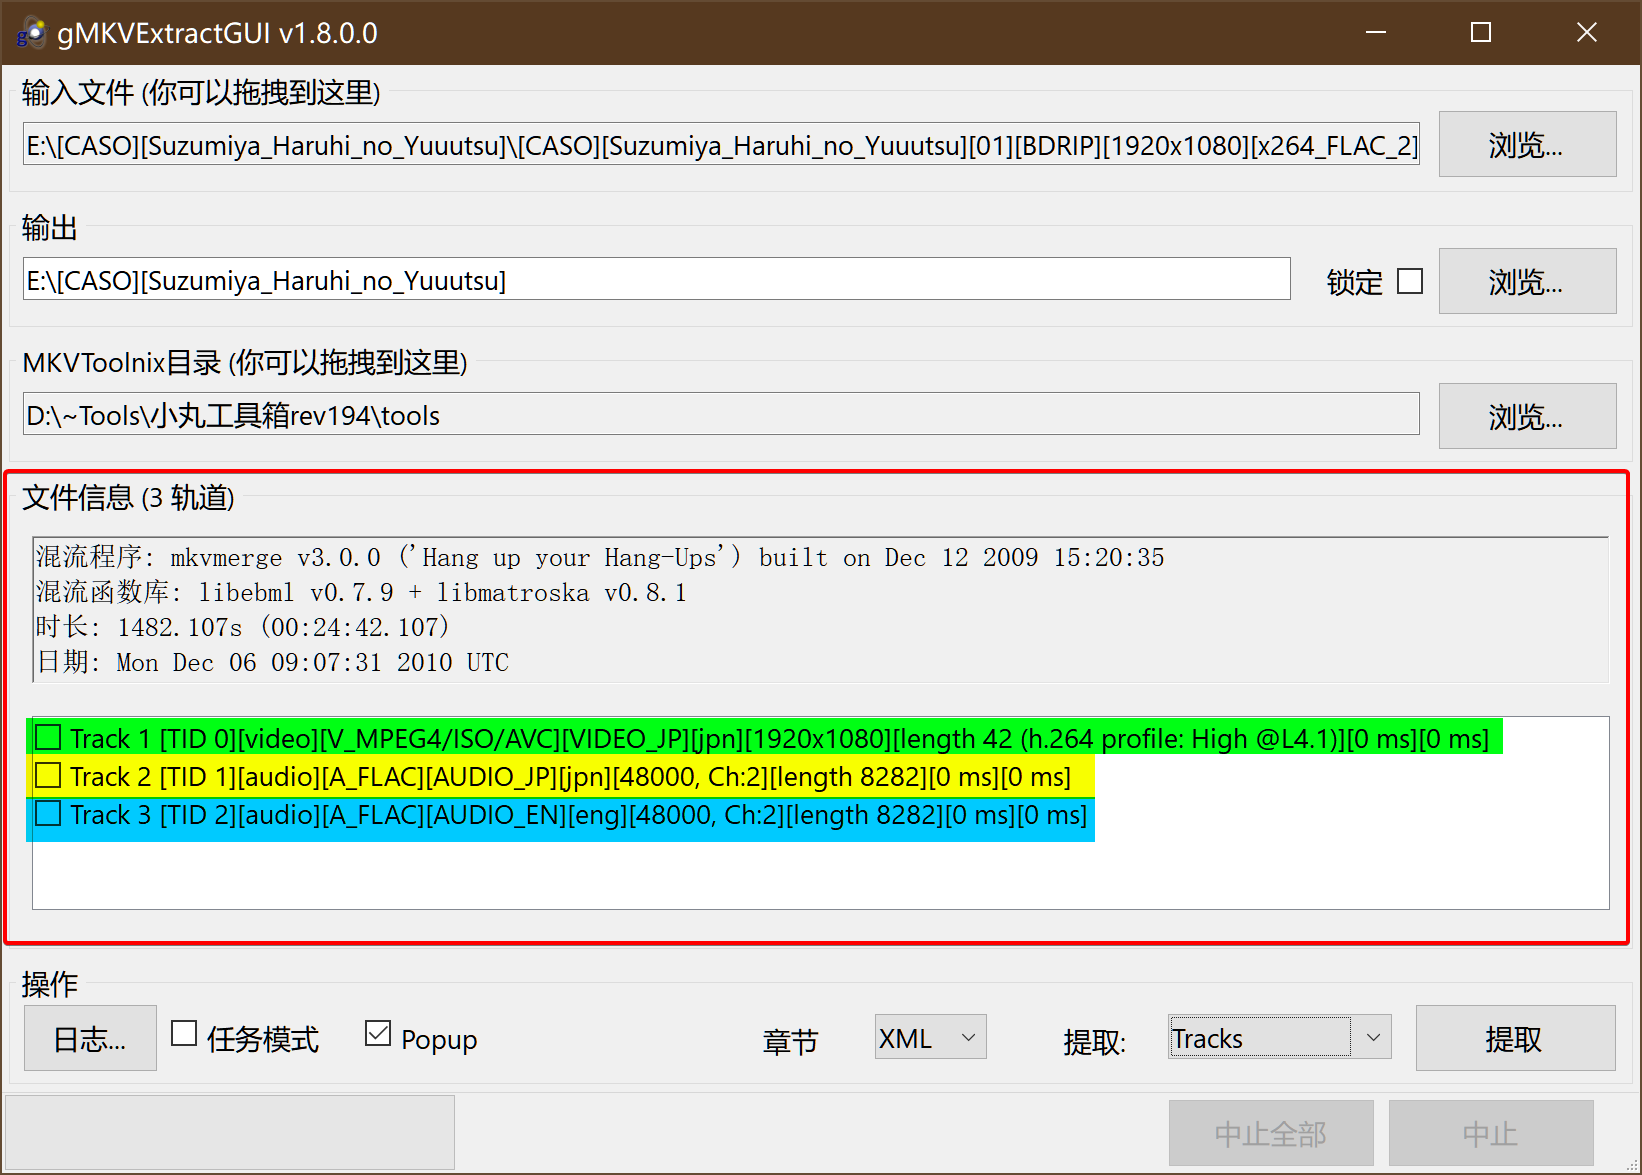 gMKVExtractGUI v1.8.0.0
输入文件 (你可以拖拽到这里)
E:\[CASO][Suzumiya_Haruhi_no_Yuuutsu]\[CASO][Suzumiya_Haruhi_no_Yuuutsu][01][BDRIP][1920x1080][x264_FLAC_2]
浏览...
输出
E:\[CASO][Suzumiya_Haruhi_no_Yuuutsu]
锁定
浏览...
MKVToolnix目录 (你可以拖拽到这里)
D:\~Tools\小丸工具箱rev194\tools
浏览...
文件信息 (3 轨道)
混流程序: mkvmerge v3.0.0 ('Hang up your Hang-Ups') built on Dec 12 2009 15:20:35
混流函数库: libebml v0.7.9 + libmatroska v0.8.1
时长: 1482.107s (00:24:42.107)
日期: Mon Dec 06 09:07:31 2010 UTC
Track 1 [TID 0][video][V_MPEG4/ISO/AVC][VIDEO_JP][jpn][1920x1080][length 42 (h.264 profile: High @L4.1)][0 ms][0 ms]
Track 2 [TID 1][audio][A_FLAC][AUDIO_JP][jpn][48000, Ch:2][length 8282][0 ms][0 ms]
Track 3 [TID 2][audio][A_FLAC][AUDIO_EN][eng][48000, Ch:2][length 8282][0 ms][0 ms]
操作
日志...
任务模式
Popup
章节
XML
提取:
Tracks
提取
中止全部
中止